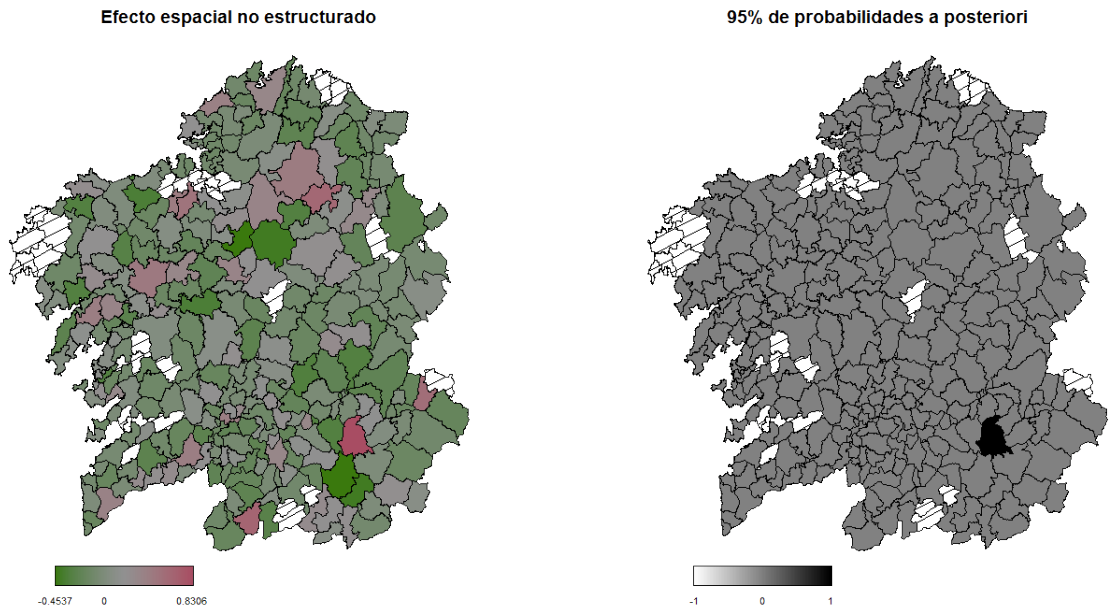 Efecto espacial no estructurado
95% de probabilidades a posteriori
-0.4537 0 0.8306
-1 0 1